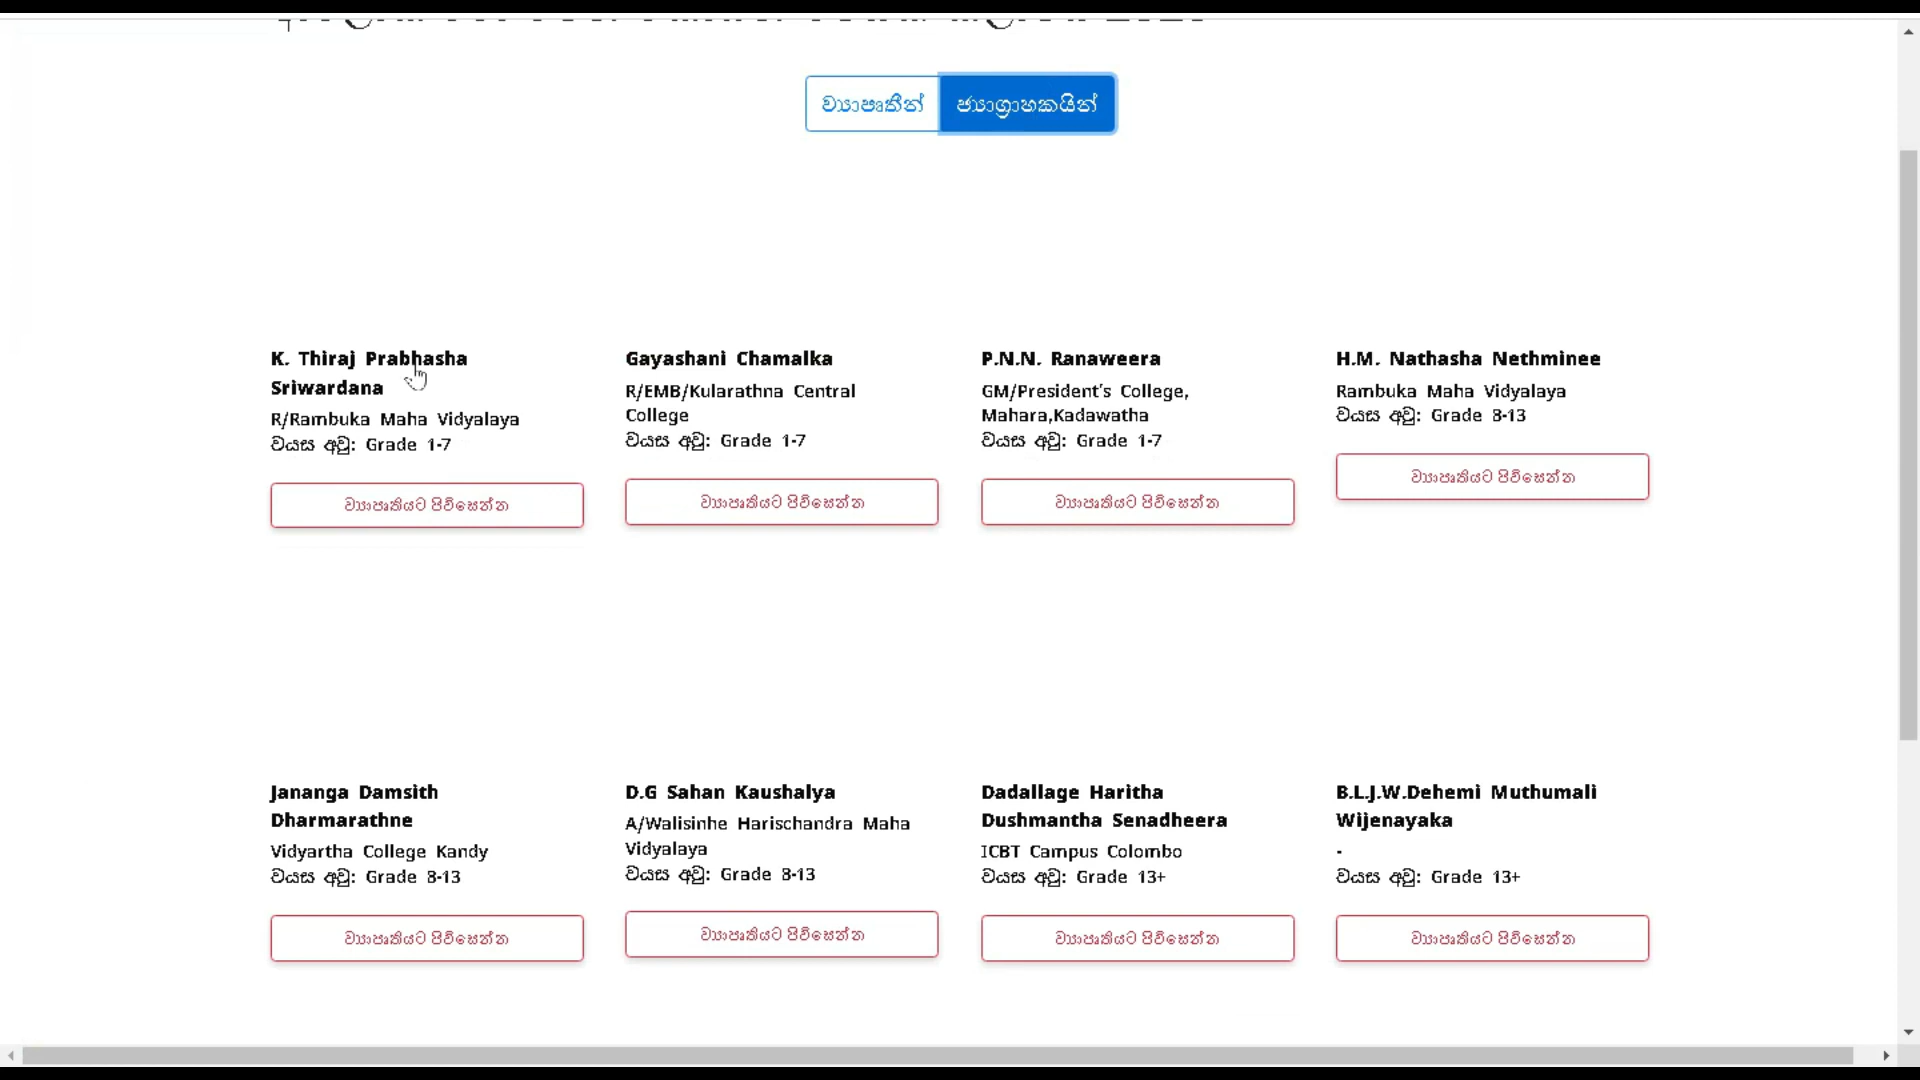 ව්‍යාපෘතීන්
ජ්‍යාග්‍රාහකයින්
K. Thiraj Prabhasha
Sriwardana
R/Rambuka Maha Vidyalaya
වයස අවු: Grade 1-7
ව්‍යාපෘතියට පිවිසෙන්න
Gayashani Chamalka
R/EMB/Kularathna Central
College
වයස අවු: Grade 1-7
ව්‍යාපෘතියට පිවිසෙන්න
P.N.N. Ranaweera
GM/President's College,
Mahara,Kadawatha
වයස අවු: Grade 1-7
ව්‍යාපෘතියට පිවිසෙන්න
H.M. Nathasha Nethminee
Rambuka Maha Vidyalaya
වයස අවු: Grade 8-13
ව්‍යාපෘතියට පිවිසෙන්න
Jananga Damsith
Dharmarathne
Vidyartha College Kandy
වයස අවු: Grade 8-13
ව්‍යාපෘතියට පිවිසෙන්න
D.G Sahan Kaushalya
A/Walisinhe Harischandra Maha
Vidyalaya
වයස අවු: Grade 8-13
ව්‍යාපෘතියට පිවිසෙන්න
Dadallage Haritha
Dushmantha Senadheera
ICBT Campus Colombo
වයස අවු: Grade 13+
ව්‍යාපෘතියට පිවිසෙන්න
B.L.J.W.Dehemi Muthumali
Wijenayaka
-
වයස අවු: Grade 13+
ව්‍යාපෘතියට පිවිසෙන්න